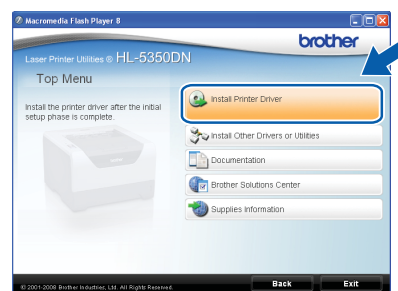 Macromedia Flash Player 8
brother
Laser Printer Utilities ® HL-5350DN
Top Menu
Install the printer driver after the initial
setup phase is complete.
Install Printer Driver
Install Other Drivers or Utilities
Documentation
Brother Solutions Center
Supplies Information
© 2001-2008 Brother Industries, Ltd. All Rights Reserved.
Back
Exit